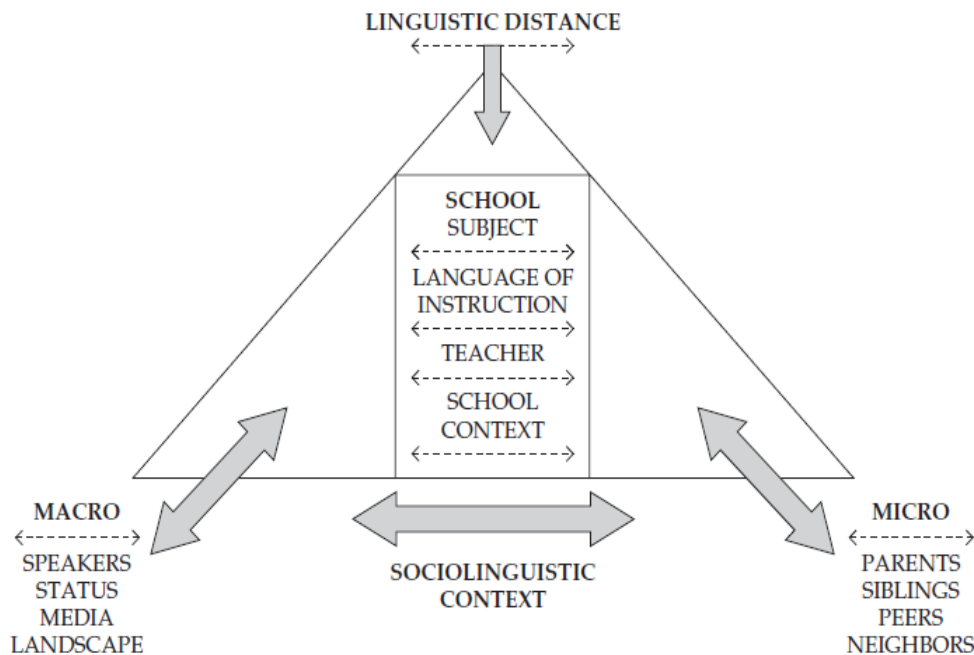 LINGUISTIC DISTANCE
SCHOOL
SUBJECT
LANGUAGE OF
INSTRUCTION
TEACHER
SCHOOL
CONTEXT
MACRO
SPEAKERS
STATUS
MEDIA
LANDSCAPE
SOCIOLINGUISTIC
CONTEXT
MICRO
PARENTS
SIBLINGS
PEERS
NEIGHBORS